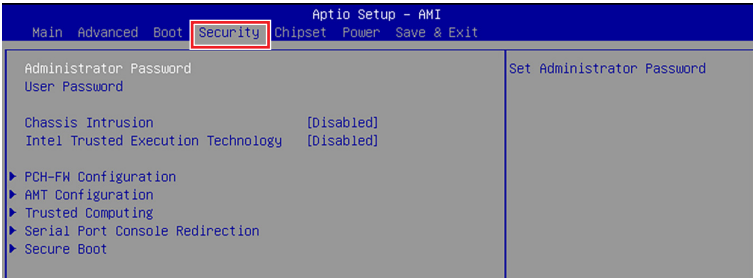 Aptio Setup – AMI
Main Advanced Boot Security Chipset Power Save & Exit
Administrator Password
Set Administrator Password
User Password
Chassis Intrusion [Disabled]
Intel Trusted Execution Technology [Disabled]
PCH-FW Configuration
AMT Configuration
Trusted Computing
Serial Port Console Redirection
Secure Boot